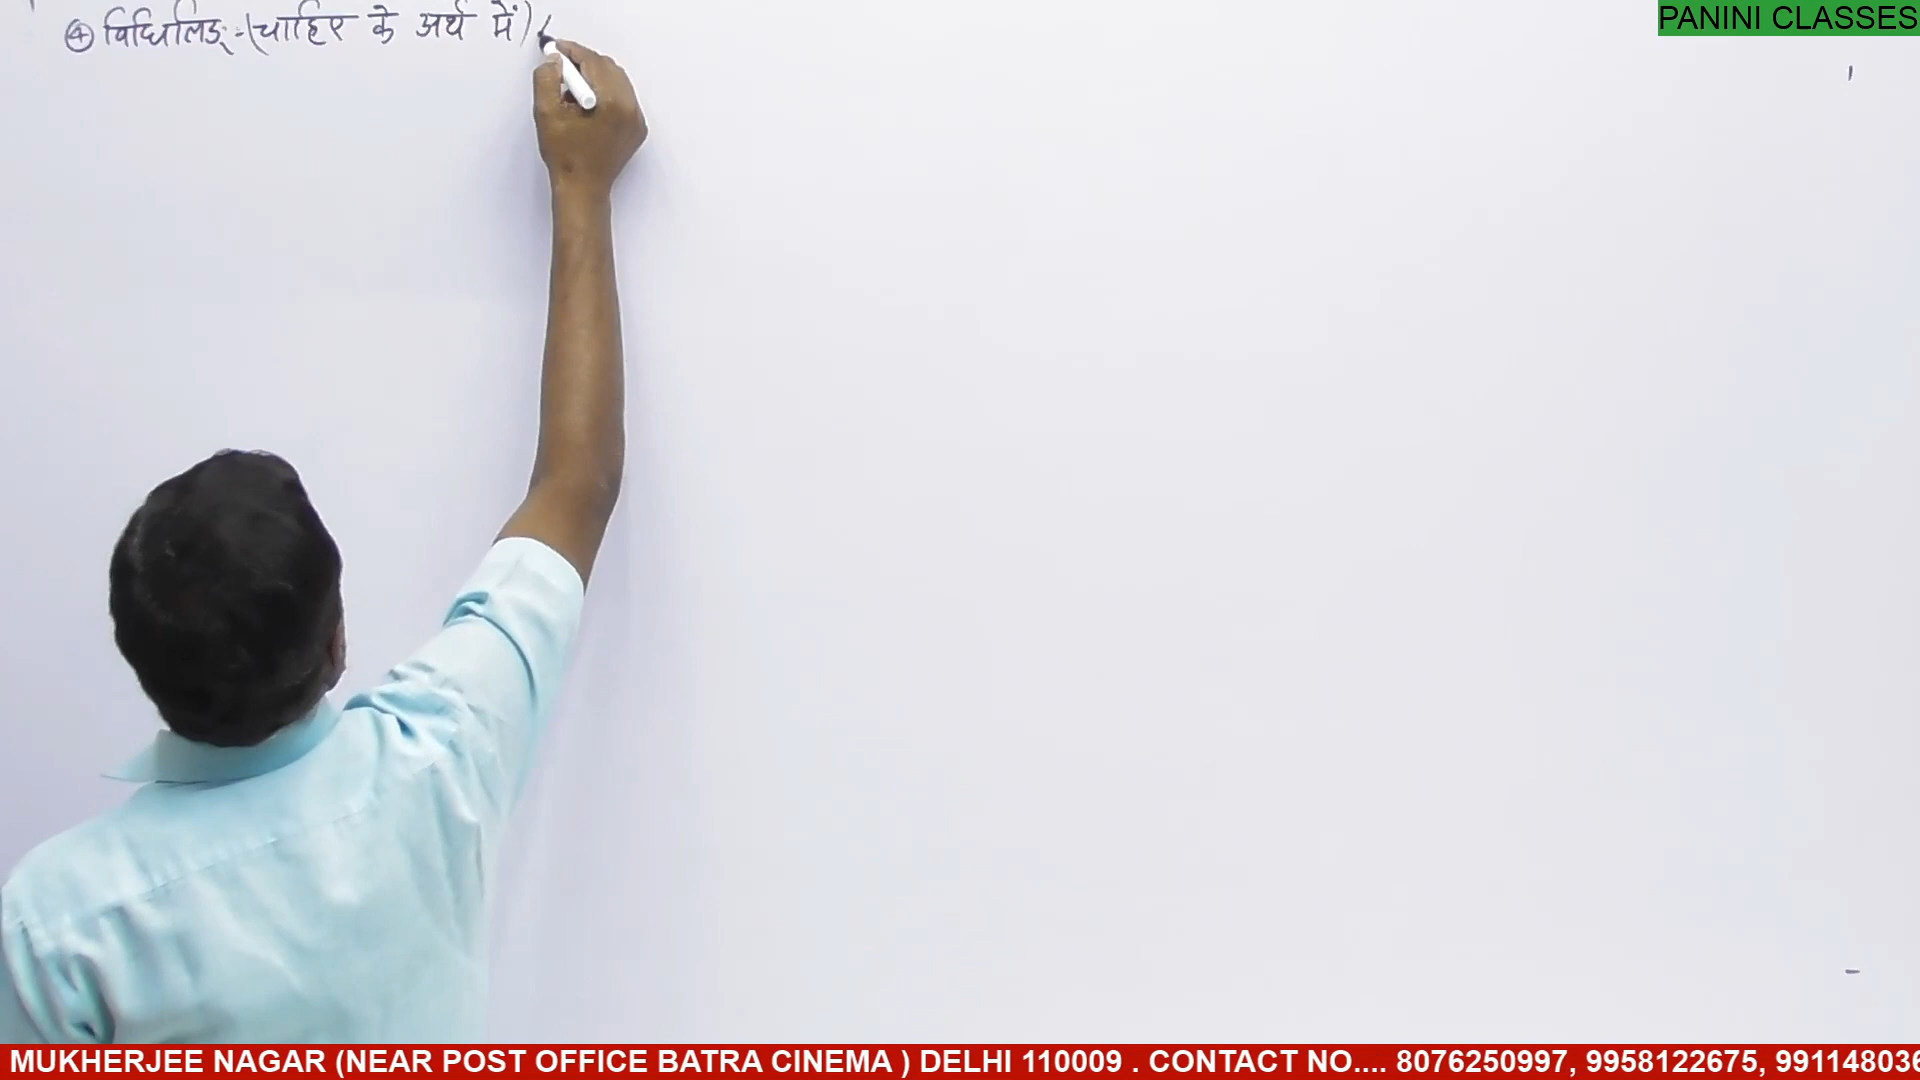 PANINI CLASSES
④ विधिलिङ्:-(चाहिए के अर्थ में) (
MUKHERJEE NAGAR (NEAR POST OFFICE BATRA CINEMA ) DELHI 110009 . CONTACT NO.... 8076250997, 9958122675, 991148036